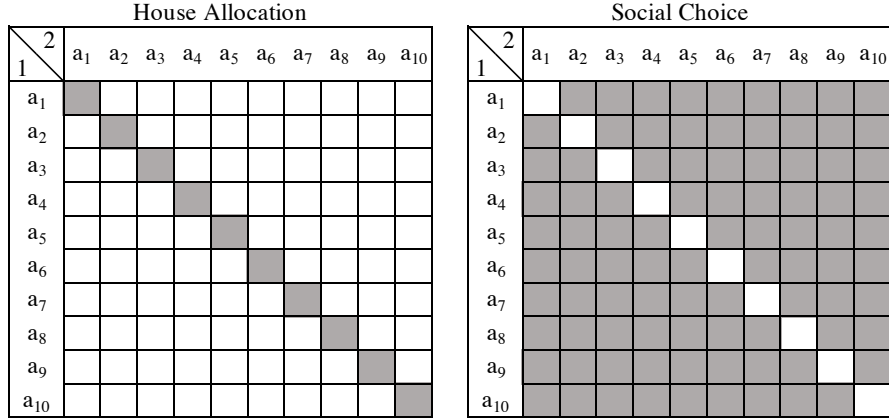 House Allocation
2
1
a₁ a₂ a₃ a₄ a₅ a₆ a₇ a₈ a₉ a₁₀
a₁
a₂
a₃
a₄
a₅
a₆
a₇
a₈
a₉
a₁₀
Social Choice
2
1
a₁ a₂ a₃ a₄ a₅ a₆ a₇ a₈ a₉ a₁₀
a₁
a₂
a₃
a₄
a₅
a₆
a₇
a₈
a₉
a₁₀